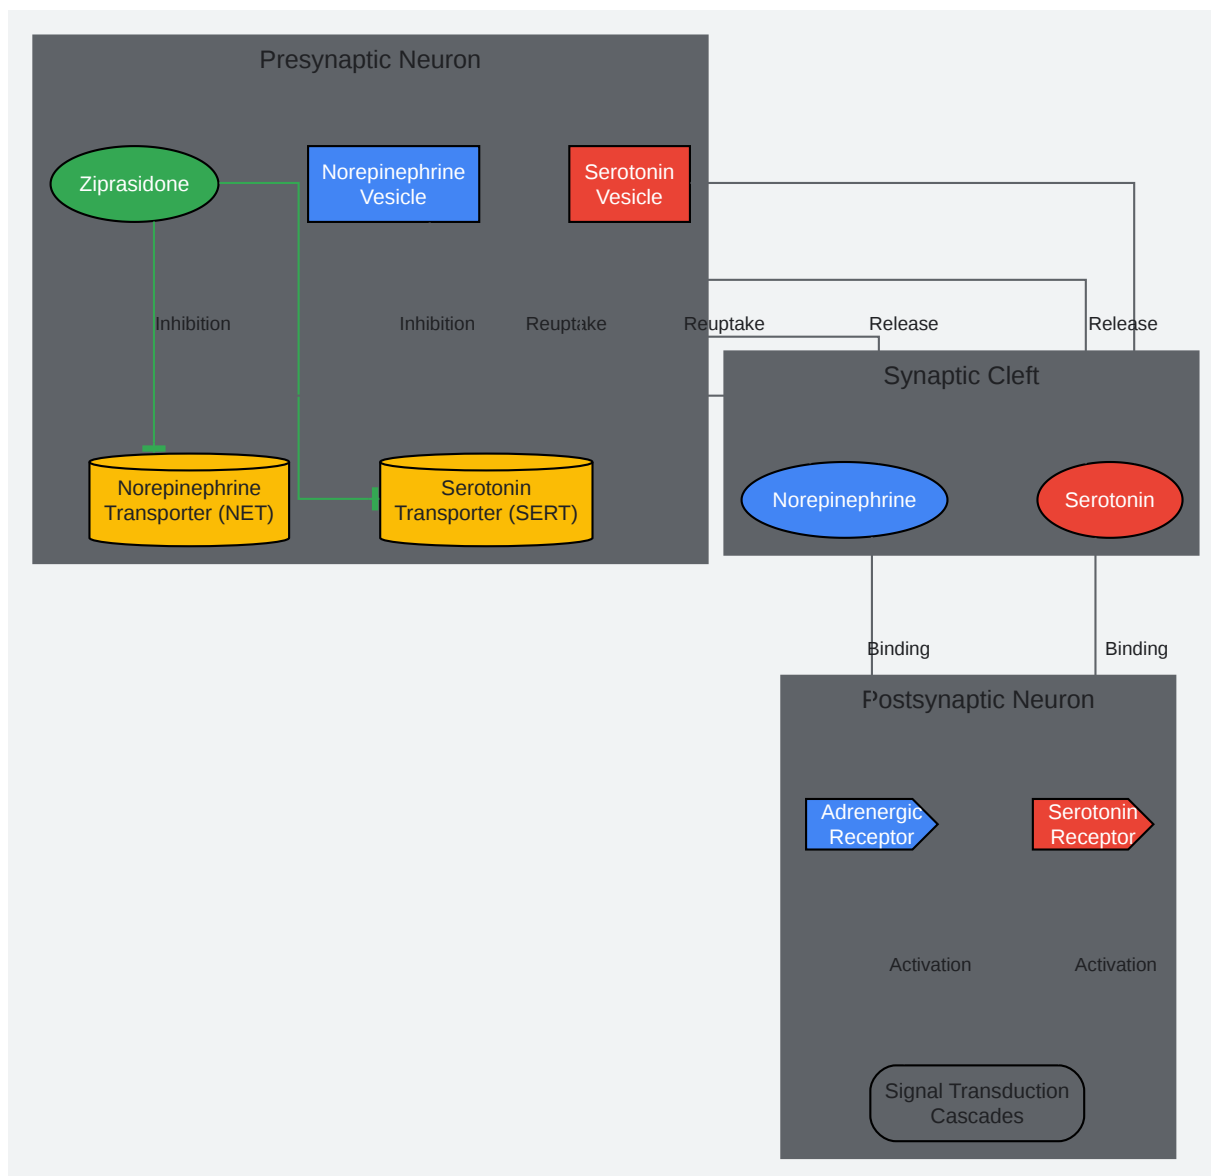 Presynaptic Neuron
Ziprasidone
Norepinephrine
Vesicle
Serotonin
Vesicle
Inhibition
Inhibition
Reuptake
Reuptake
Release
Release
Synaptic Cleft
Norepinephrine
Transporter (NET)
Serotonin
Transporter (SERT)
Norepinephrine
Serotonin
Binding
Binding
Postsynaptic Neuron
Adrenergic
Receptor
Serotonin
Receptor
Activation
Activation
Signal Transduction
Cascades